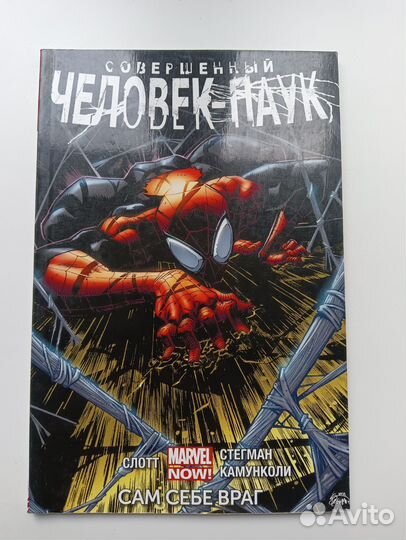 СОВЕРШЕННЫЙ
ЧЕЛОВЕК-ПАУК
СЛОТТ
MARVEL
NOW!
СТЕГМАН
КАМУНКОЛИ
САМ СЕБЕ ВРАГ
Avito